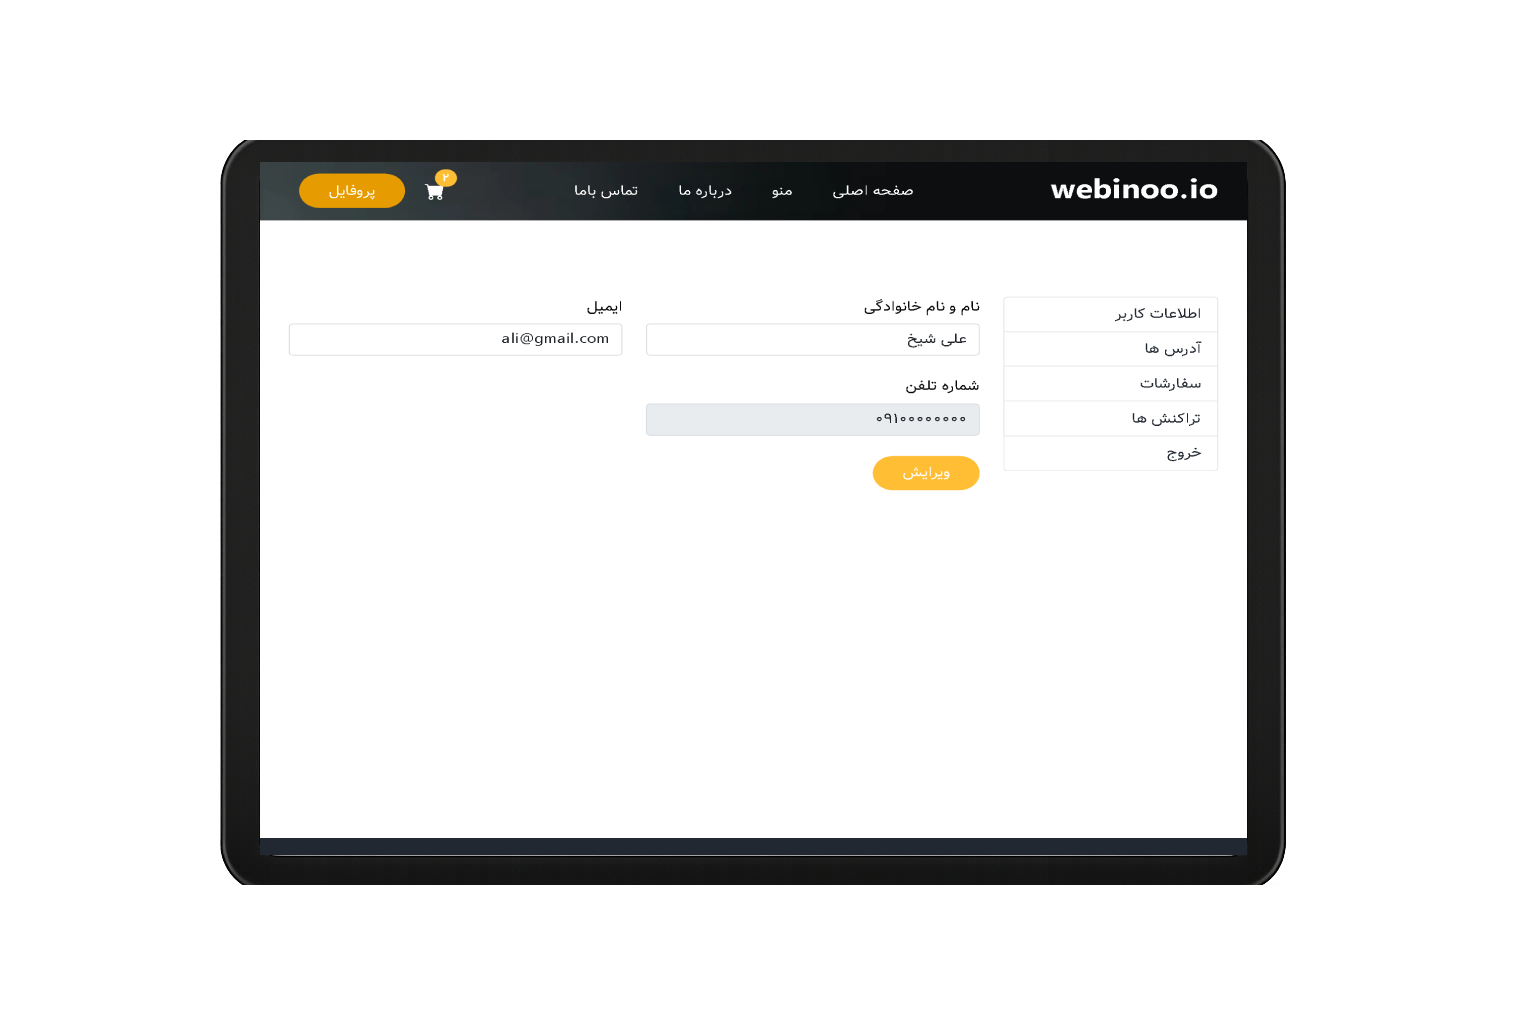 webinoo.io
صفحه اصلی
منو
درباره ما
تماس باما
۲
پروفایل
اطلاعات کاربر
آدرس ها
سفارشات
تراکنش ها
خروج
نام و نام خانوادگی
علی شیخ
ایمیل
ali@gmail.com
شماره تلفن
۰۹۱۰۰۰۰۰۰۰۰
ویرایش